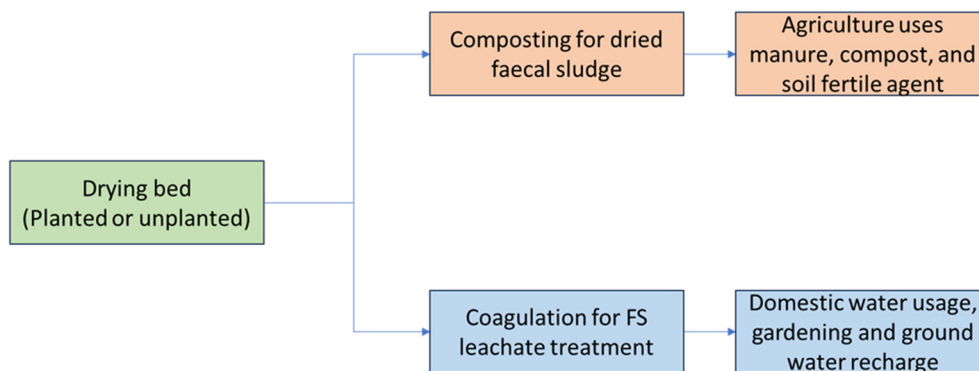 Composting for dried
faecal sludge
Agriculture uses
manure, compost, and
soil fertile agent
Drying bed
(Planted or unplanted)
Coagulation for FS
leachate treatment
Domestic water usage,
gardening and ground
water recharge